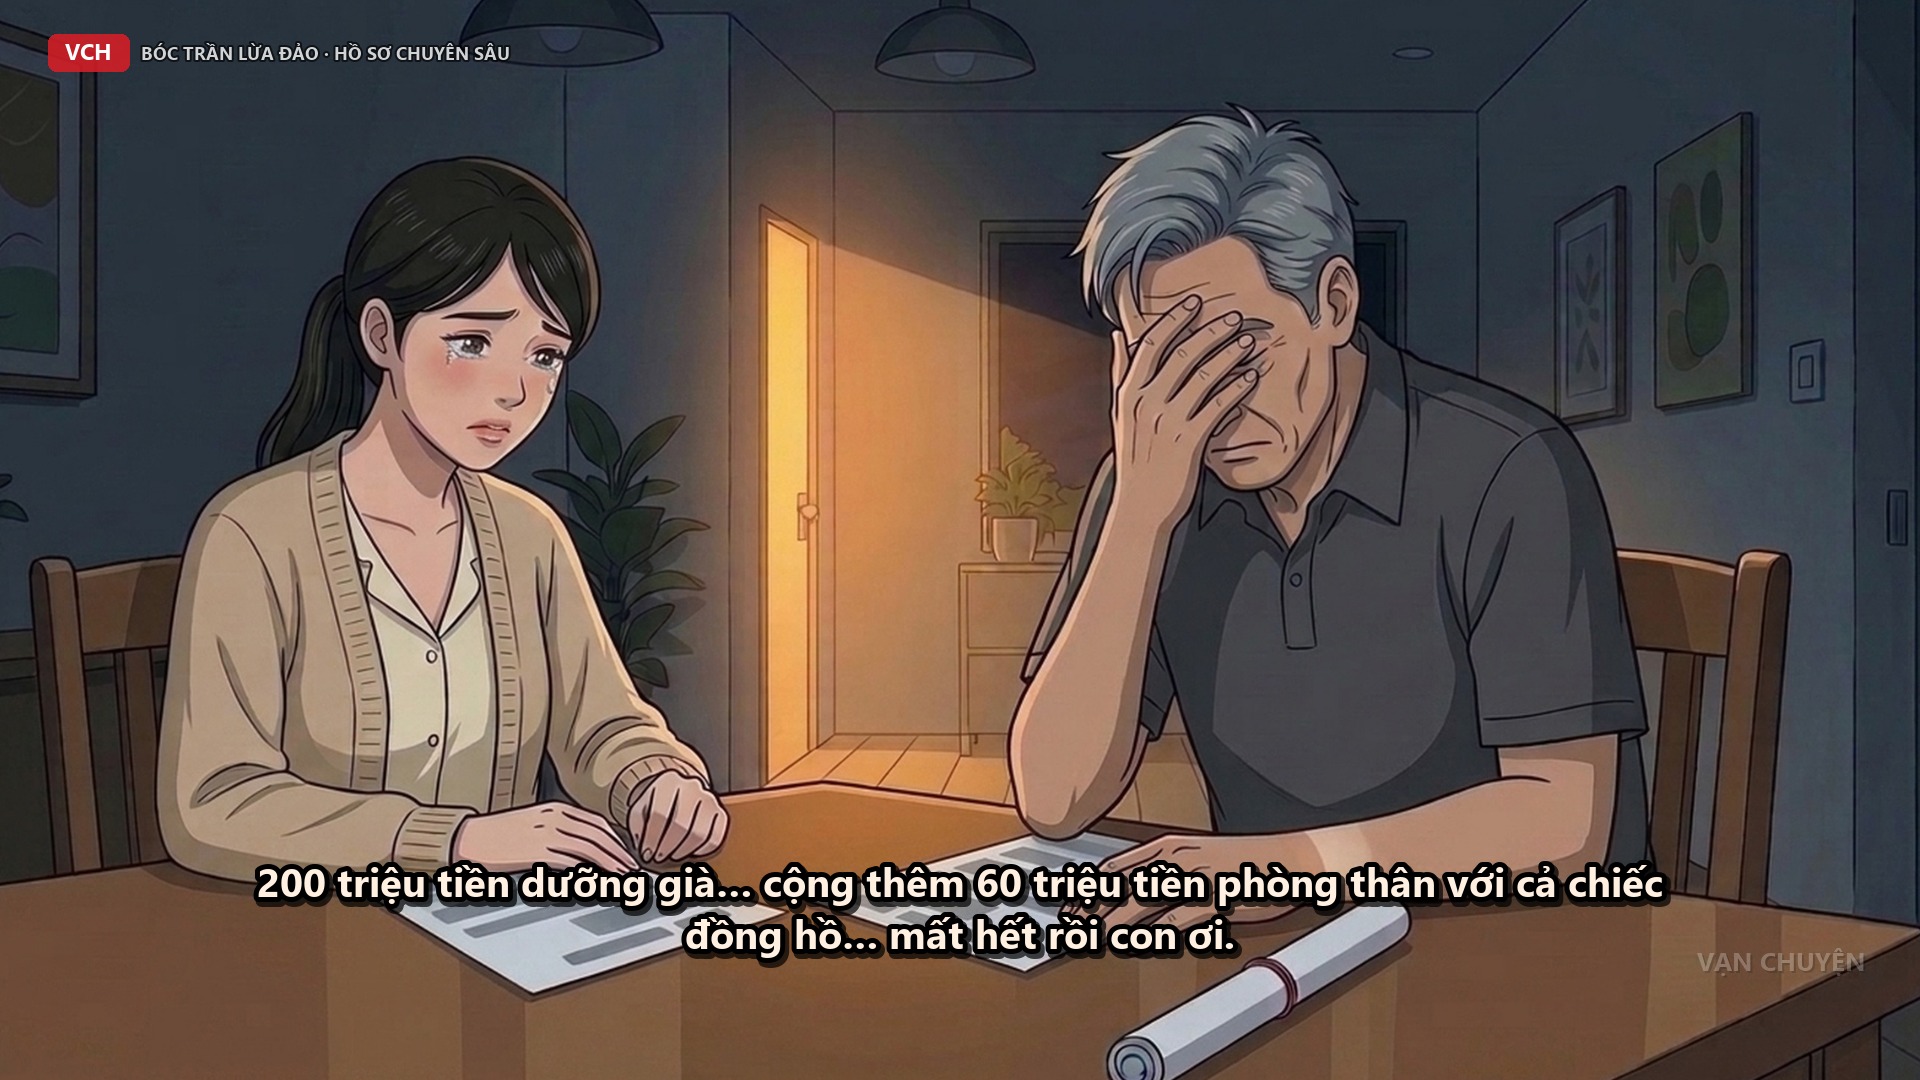 VCH BÓC TRẦN LỪA ĐẢO · HỒ SƠ CHUYÊN SÂU
200 triệu tiền dưỡng già... cộng thêm 60 triệu tiền phòng thân với cả chiếc
đồng hồ... mất hết rồi con ơi.
VẠN CHUYỆN